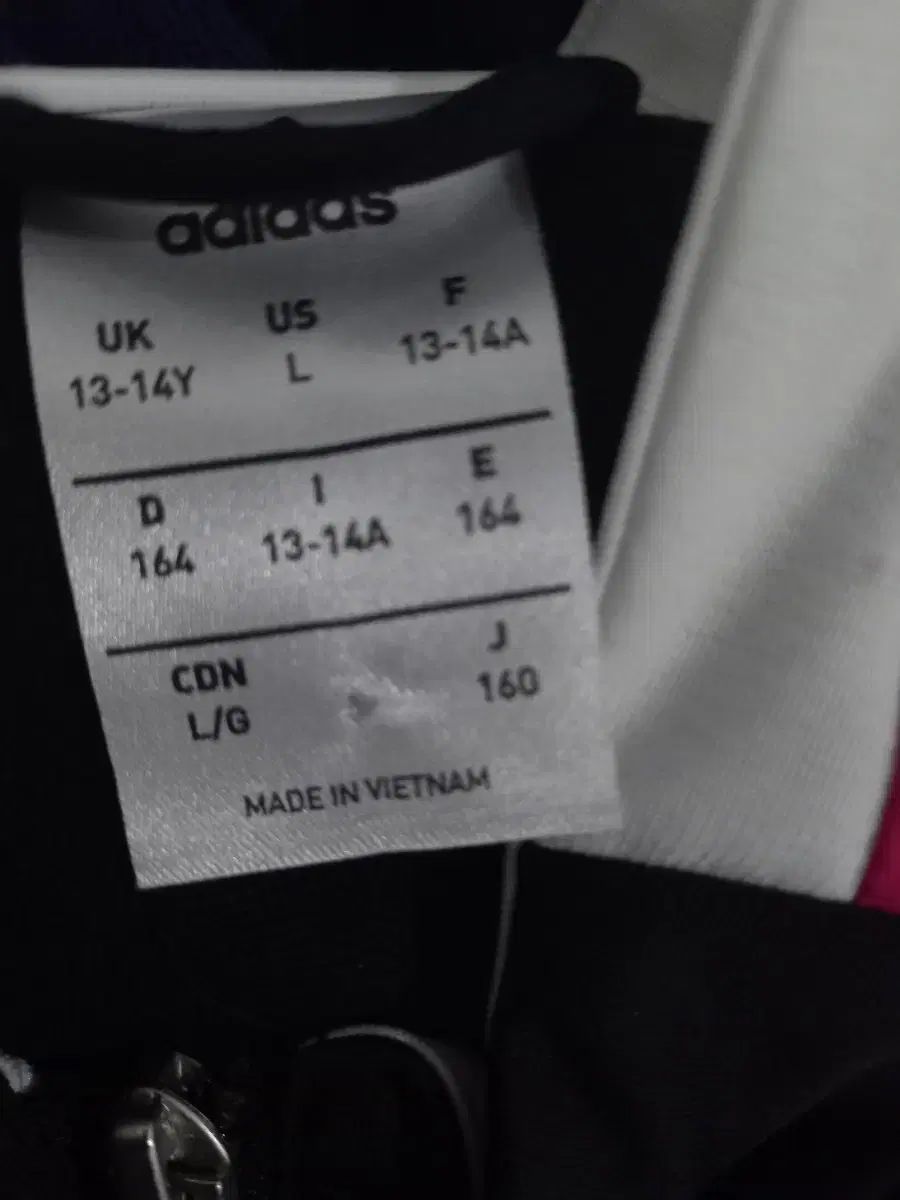 adidas
UK US F
13-14Y L 13-14A
D I E
164 13-14A 164
CDN J
L/G 160
MADE IN VIETNAM